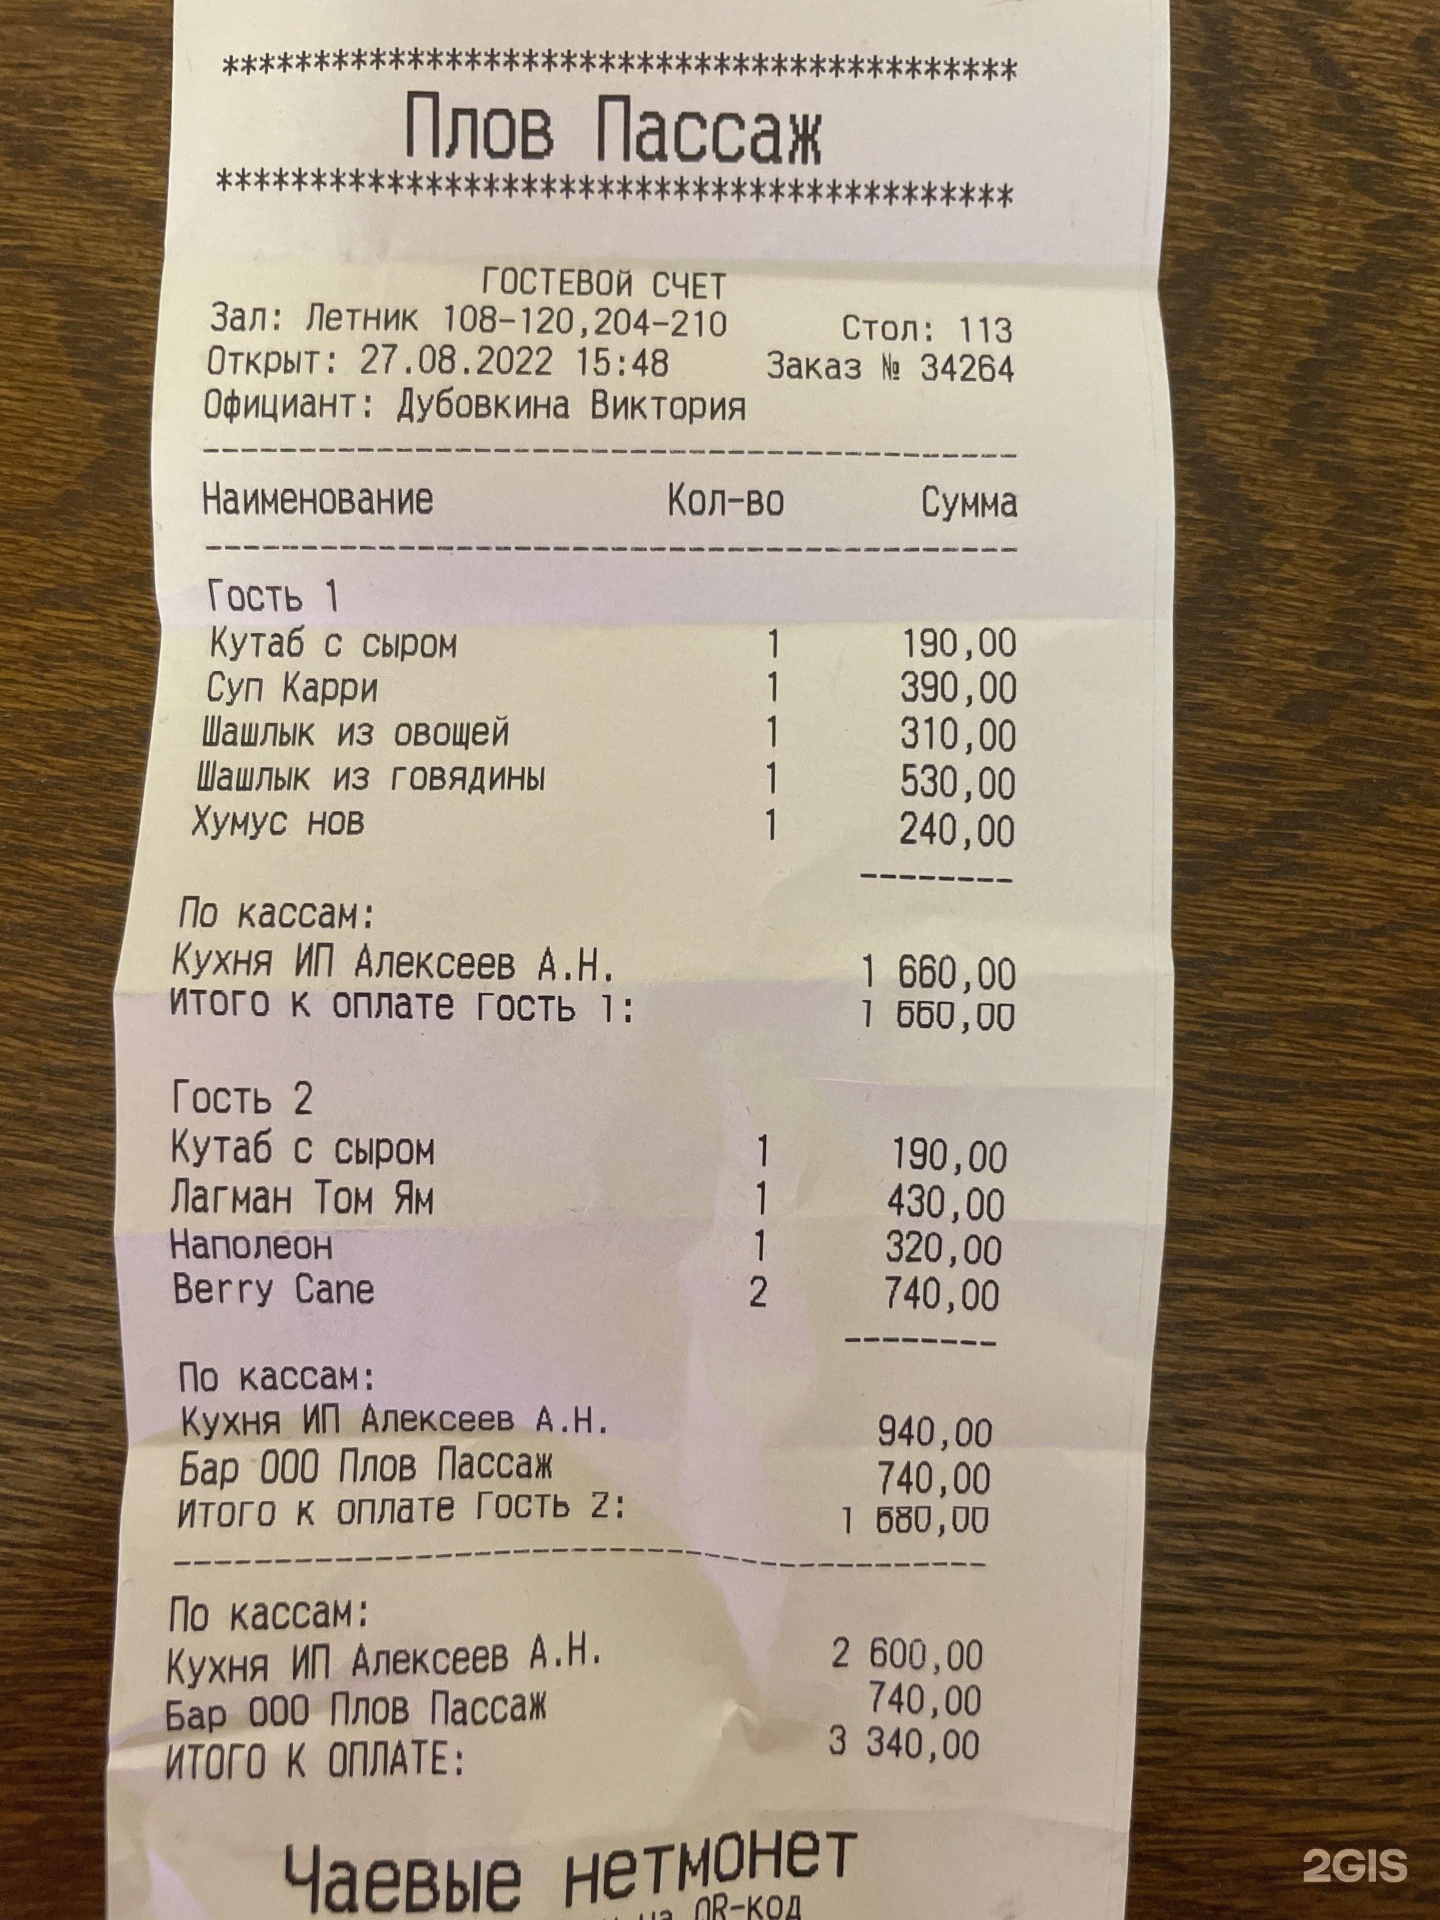 ******************************************
Плов Пассаж
******************************************
ГОСТЕВОЙ СЧЕТ
Зал: Летник 108-120,204-210 Стол: 113
Открыт: 27.08.2022 15:48 Заказ № 34264
Официант: Дубовкина Виктория
------------------------------------------
Наименование Кол-во Сумма
------------------------------------------
Гость 1
Кутаб с сыром 1 190,00
Суп Карри 1 390,00
Шашлык из овощей 1 310,00
Шашлык из говядины 1 530,00
Хумус нов 1 240,00
--------
По кассам:
Кухня ИП Алексеев А.Н. 1 660,00
Итого к оплате Гость 1: 1 660,00
Гость 2
Кутаб с сыром 1 190,00
Лагман Том Ям 1 430,00
Наполеон 1 320,00
Berry Cane 2 740,00
--------
По кассам:
Кухня ИП Алексеев А.Н. 940,00
Бар ООО Плов Пассаж 740,00
Итого к оплате Гость 2: 1 680,00
------------------------------------------
По кассам:
Кухня ИП Алексеев А.Н. 2 600,00
Бар ООО Плов Пассаж 740,00
ИТОГО К ОПЛАТЕ: 3 340,00
Чаевые нетмонет
на QR-код
2GIS